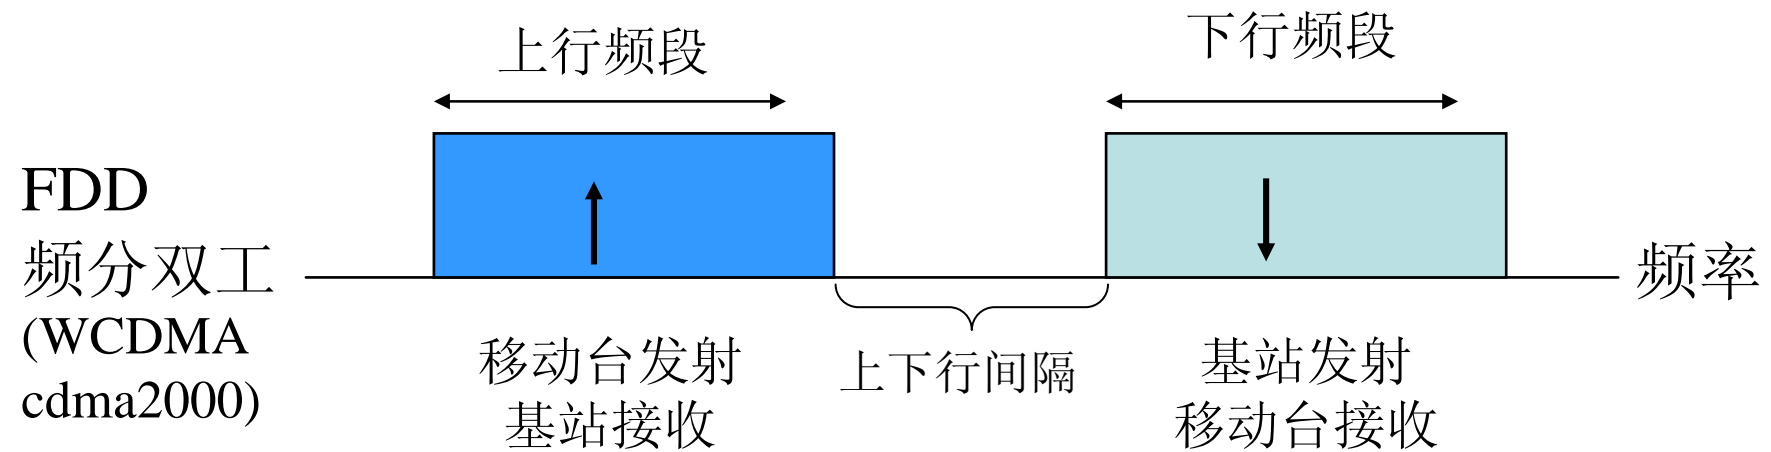 上行频段
下行频段
FDD
频分双工
(WCDMA
cdma2000)
频率
移动台发射
基站接收
上下行间隔
基站发射
移动台接收